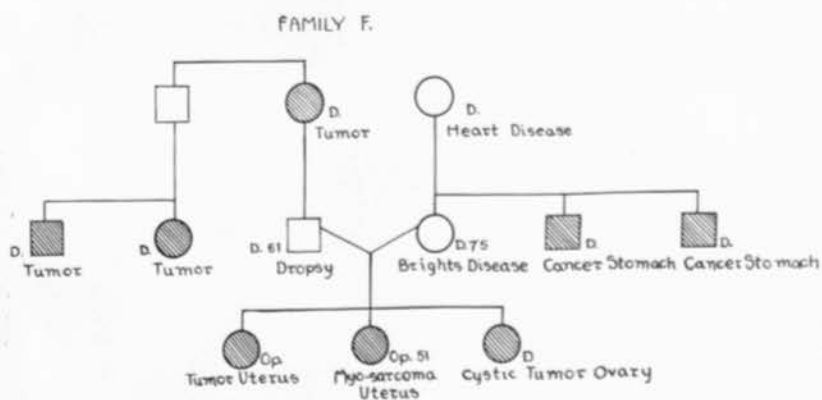 FAMILY F.
D.
Tumor
D.
Heart Disease
D.
Tumor
D.
Tumor
D. 61
Dropsy
D.75
Brights Disease
D.
Cancer Stomach
D.
Cancer Stomach
Op
Tumor Uterus
Op. 51
Myo-sarcoma
Uterus
D
Cystic Tumor Ovary